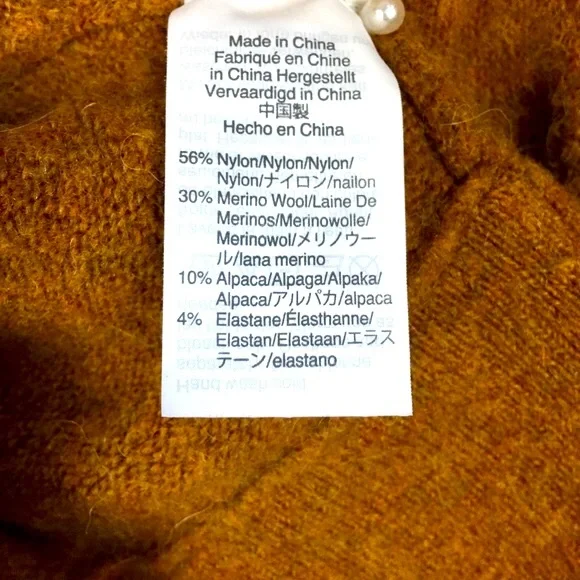 Made in China
Fabriqué en Chine
in China Hergestellt
Vervaardigd in China
中国製
Hecho en China
56% Nylon/Nylon/Nylon/
Nylon/ナイロン/nailon
30% Merino Wool/Laine De
Merinos/Merinowolle/
Merinowol/メリノウー
ル/lana merino
10% Alpaca/Alpaga/Alpaka/
Alpaca/アルパカ/alpaca
4% Elastane/Élasthanne/
Elastan/Elastaan/エラス
テーン/elastano